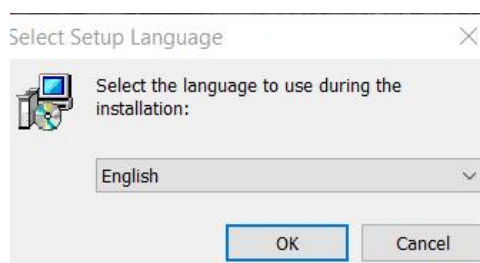 Select Setup Language
Select the language to use during the
installation:
English
OK
Cancel